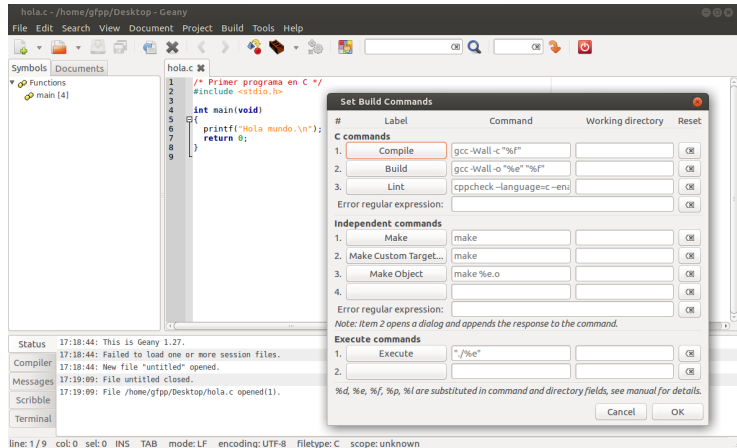 hola.c - /home/gfpp/Desktop - Geany
File Edit Search View Document Project Build Tools Help
Symbols Documents
hola.c
Functions
main [4]
1 /* Primer programa en C */
2 #include <stdio.h>
3
4 int main(void)
5 {
6 printf("Hola mundo.\n");
7 return 0;
8 }
9
Set Build Commands
# Label Command Working directory Reset
C commands
1. Compile gcc -Wall -c "%f"
2. Build gcc -Wall -o "%e" "%f"
3. Lint cppcheck --language=c --ena
Error regular expression:
Independent commands
1. Make make
2. Make Custom Target... make
3. Make Object make %e.o
4.
Error regular expression:
Note: Item 2 opens a dialog and appends the response to the command.
Execute commands
1. Execute "./%e"
2.
%d, %e, %f, %p, %l are substituted in command and directory fields, see manual for details.
Cancel OK
Status
Compiler
Messages
Scribble
Terminal
17:18:44: This is Geany 1.27.
17:18:44: Failed to load one or more session files.
17:18:44: New file "untitled" opened.
17:19:09: File untitled closed.
17:19:09: File /home/gfpp/Desktop/hola.c opened(1).
line: 1 / 9 col: 0 sel: 0 INS TAB mode: LF encoding: UTF-8 filetype: C scope: unknown